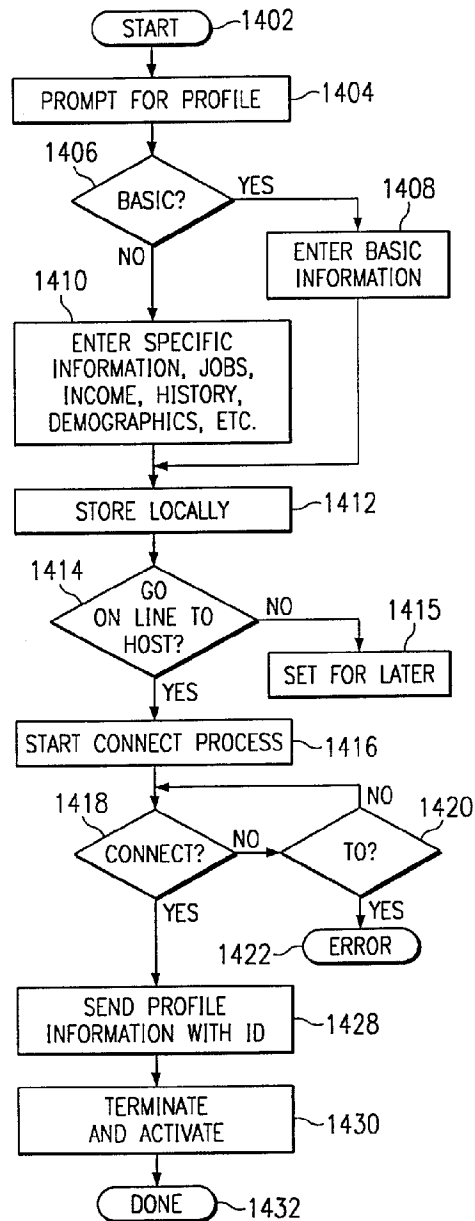 START
1402
PROMPT FOR PROFILE
1404
1406
BASIC?
YES
NO
1408
ENTER BASIC
INFORMATION
1410
ENTER SPECIFIC
INFORMATION, JOBS,
INCOME, HISTORY,
DEMOGRAPHICS, ETC.
STORE LOCALLY
1412
1414
GO
ON LINE TO
HOST?
NO
YES
1415
SET FOR LATER
START CONNECT PROCESS
1416
1418
CONNECT?
NO
YES
NO
1420
TO?
YES
1422
ERROR
SEND PROFILE
INFORMATION WITH ID
1428
TERMINATE
AND ACTIVATE
1430
DONE
1432